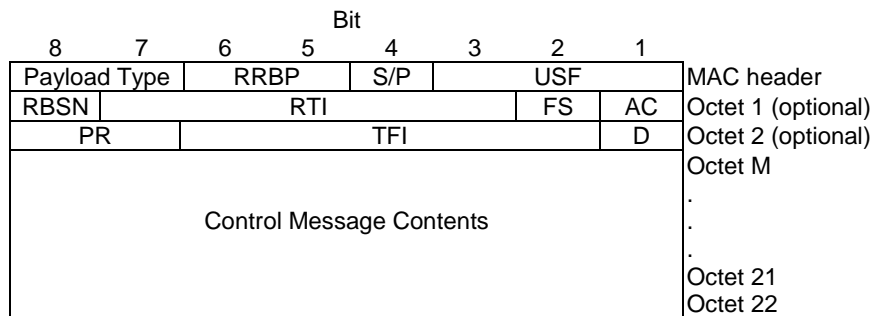 Bit
8 7 6 5 4 3 2 1
Payload Type RRBP S/P USF MAC header
RBSN RTI FS AC Octet 1 (optional)
PR TFI D Octet 2 (optional)
Octet M
.
Control Message Contents .
.
Octet 21
Octet 22